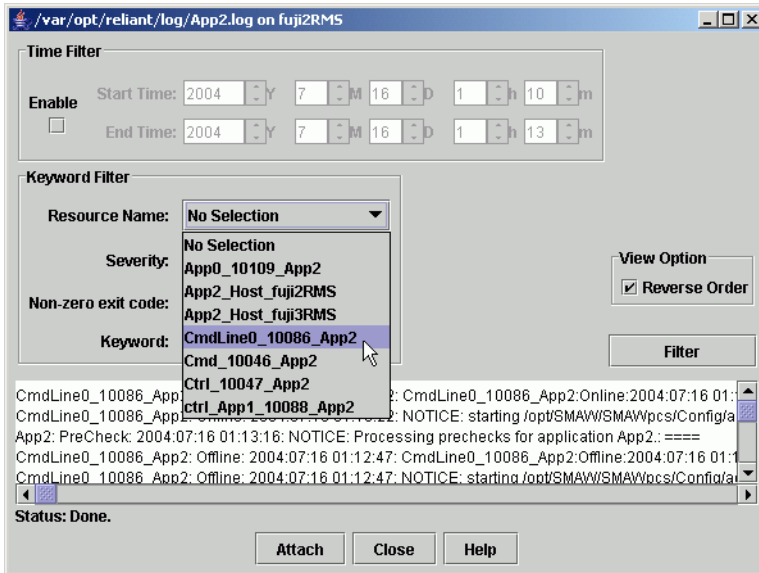 /var/opt/reliant/log/App2.log on fuji2RMS
Time Filter
Enable
Start Time: 2004 Y 7 M 16 D 1 h 10 m
End Time: 2004 Y 7 M 16 D 1 h 13 m
Keyword Filter
Resource Name: No Selection
No Selection
Severity:
App0_10109_App2
App2_Host_fuji2RMS
Non-zero exit code:
App2_Host_fuji3RMS
Keyword:
CmdLine0_10086_App2
Cmd_10046_App2
Ctrl_10047_App2
ctrl_App1_10088_App2
View Option
Reverse Order
Filter
CmdLine0_10086_App 2: CmdLine0_10086_App2:Online:2004:07:16 01:
CmdLine0_10086_App 22: NOTICE: starting /opt/SMAW/SMAWpcs/Config/a
App2: PreCheck: 2004:07:16 01:13:16: NOTICE: Processing prechecks for application App2.: ====
CmdLine0_10086_App2: Offline: 2004:07:16 01:12:47: CmdLine0_10086_App2:Offline:2004:07:16 01:1
CmdLine0_10086_App2: Offline: 2004:07:16 01:12:47: NOTICE: starting /opt/SMAW/SMAWpcs/Config/a
Status: Done.
Attach Close Help